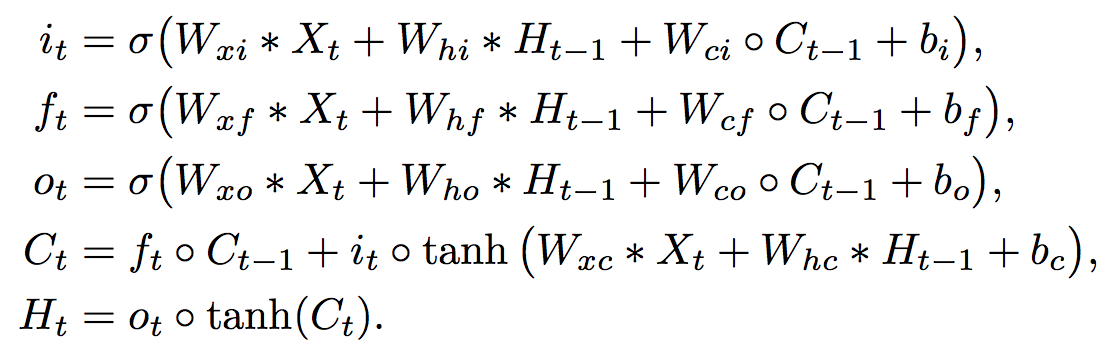 i_t = σ(W_{xi} * X_t + W_{hi} * H_{t−1} + W_{ci} ∘ C_{t−1} + b_i),
f_t = σ(W_{xf} * X_t + W_{hf} * H_{t−1} + W_{cf} ∘ C_{t−1} + b_f),
o_t = σ(W_{xo} * X_t + W_{ho} * H_{t−1} + W_{co} ∘ C_{t−1} + b_o),
C_t = f_t ∘ C_{t−1} + i_t ∘ tanh (W_{xc} * X_t + W_{hc} * H_{t−1} + b_c),
H_t = o_t ∘ tanh(C_t).